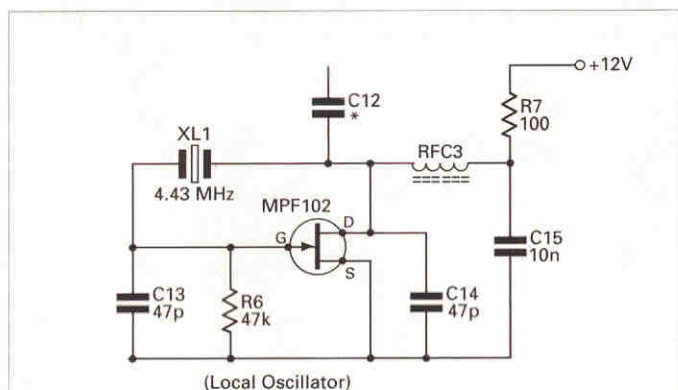 +12V
C12
*
R7
100
XL1
RFC3
4.43 MHz
MPF102
D
G
S
C15
10n
C13
47p
R6
47k
C14
47p
(Local Oscillator)